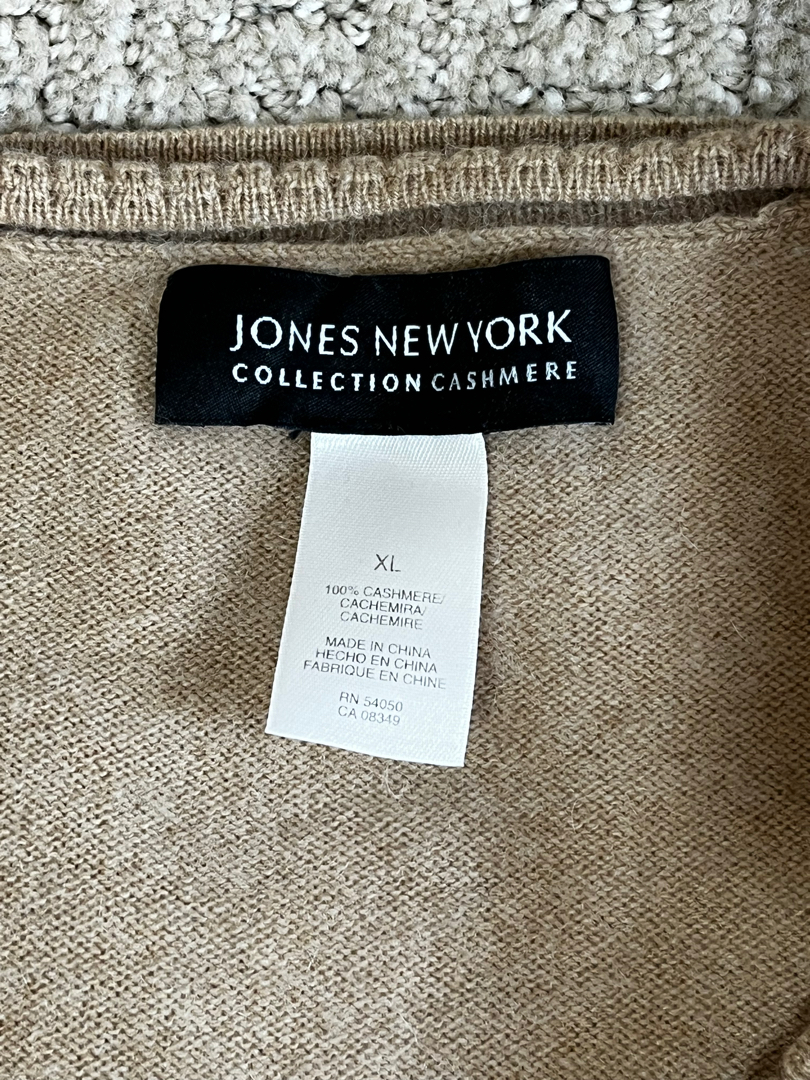 JONES NEW YORK
COLLECTION CASHMERE
XL
100% CASHMERE/
CACHEMIRA/
CACHEMIRE
MADE IN CHINA
HECHO EN CHINA
FABRIQUE EN CHINE
RN 54050
CA 08349